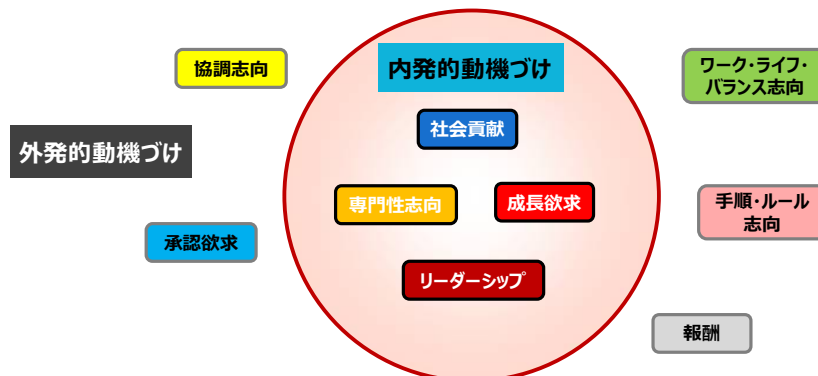 協調志向
内発的動機づけ
ワーク・ライフ・
バランス志向
社会貢献
外発的動機づけ
専門性志向
成長欲求
手順・ルール
志向
承認欲求
リーダーシップ
報酬